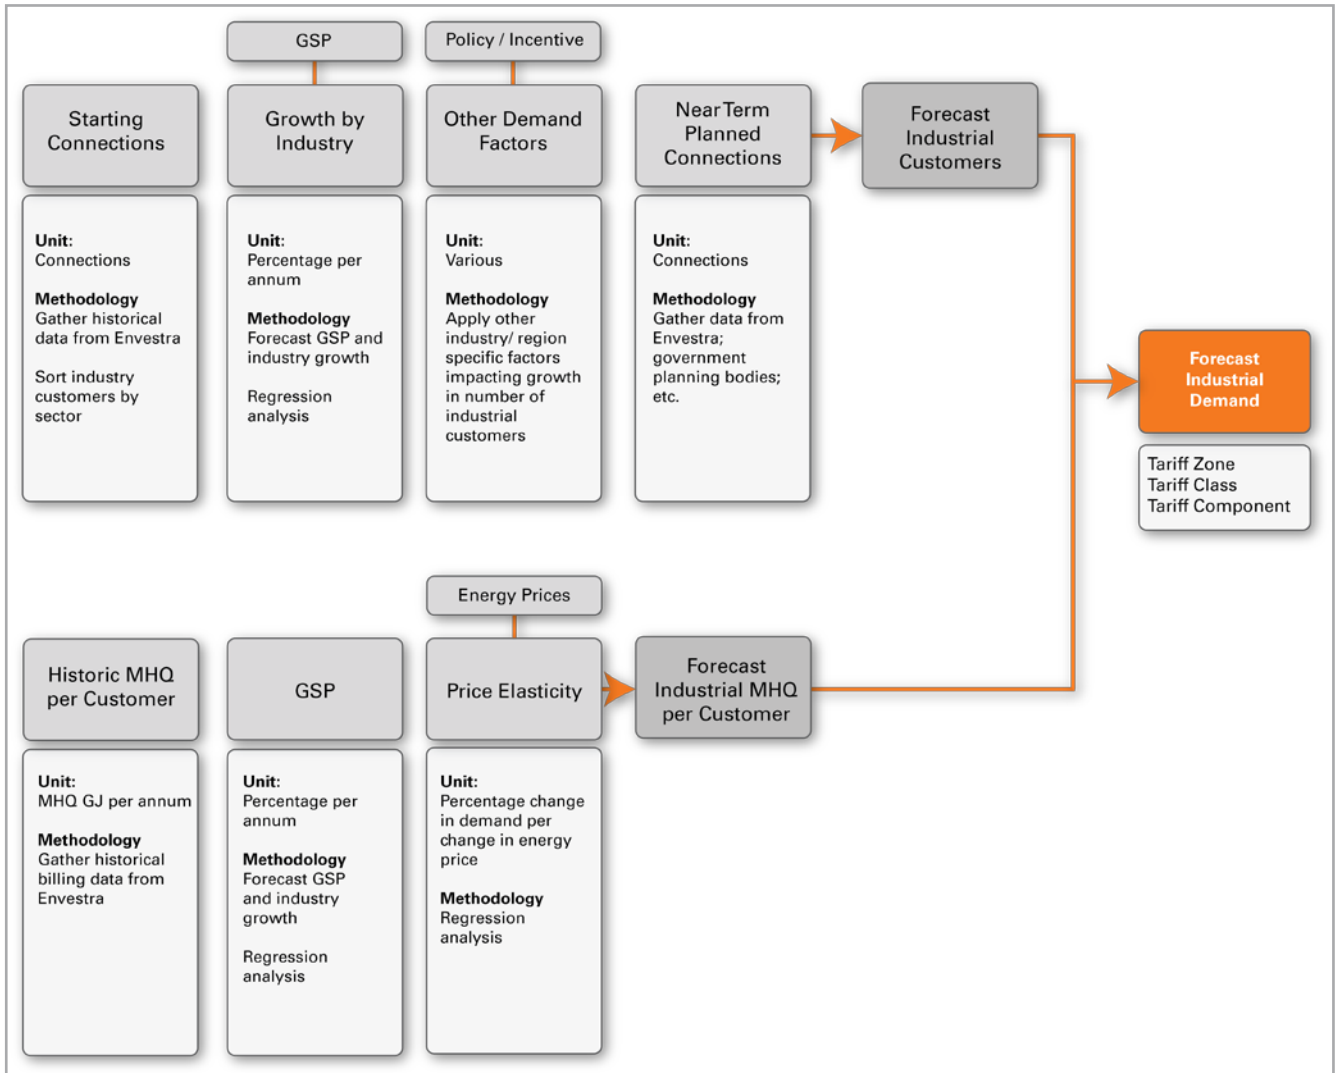 GSP
Policy / Incentive
Starting
Connections
Growth by
Industry
Other Demand
Factors
Near Term
Planned
Connections
Forecast
Industrial
Customers
Unit:
Connections
Methodology
Gather historical
data from Envestra
Sort industry
customers by
sector
Unit:
Percentage per
annum
Methodology
Forecast GSP and
industry growth
Regression
analysis
Unit:
Various
Methodology
Apply other
industry/ region
specific factors
impacting growth
in number of
industrial
customers
Unit:
Connections
Methodology
Gather data from
Envestra;
government
planning bodies;
etc.
Forecast
Industrial
Demand
Tariff Zone
Tariff Class
Tariff Component
Energy Prices
Historic MHQ
per Customer
GSP
Price Elasticity
Forecast
Industrial MHQ
per Customer
Unit:
MHQ GJ per annum
Methodology
Gather historical
billing data from
Envestra
Unit:
Percentage per
annum
Methodology
Forecast GSP
and industry
growth
Regression
analysis
Unit:
Percentage change
in demand per
change in energy
price
Methodology
Regression
analysis